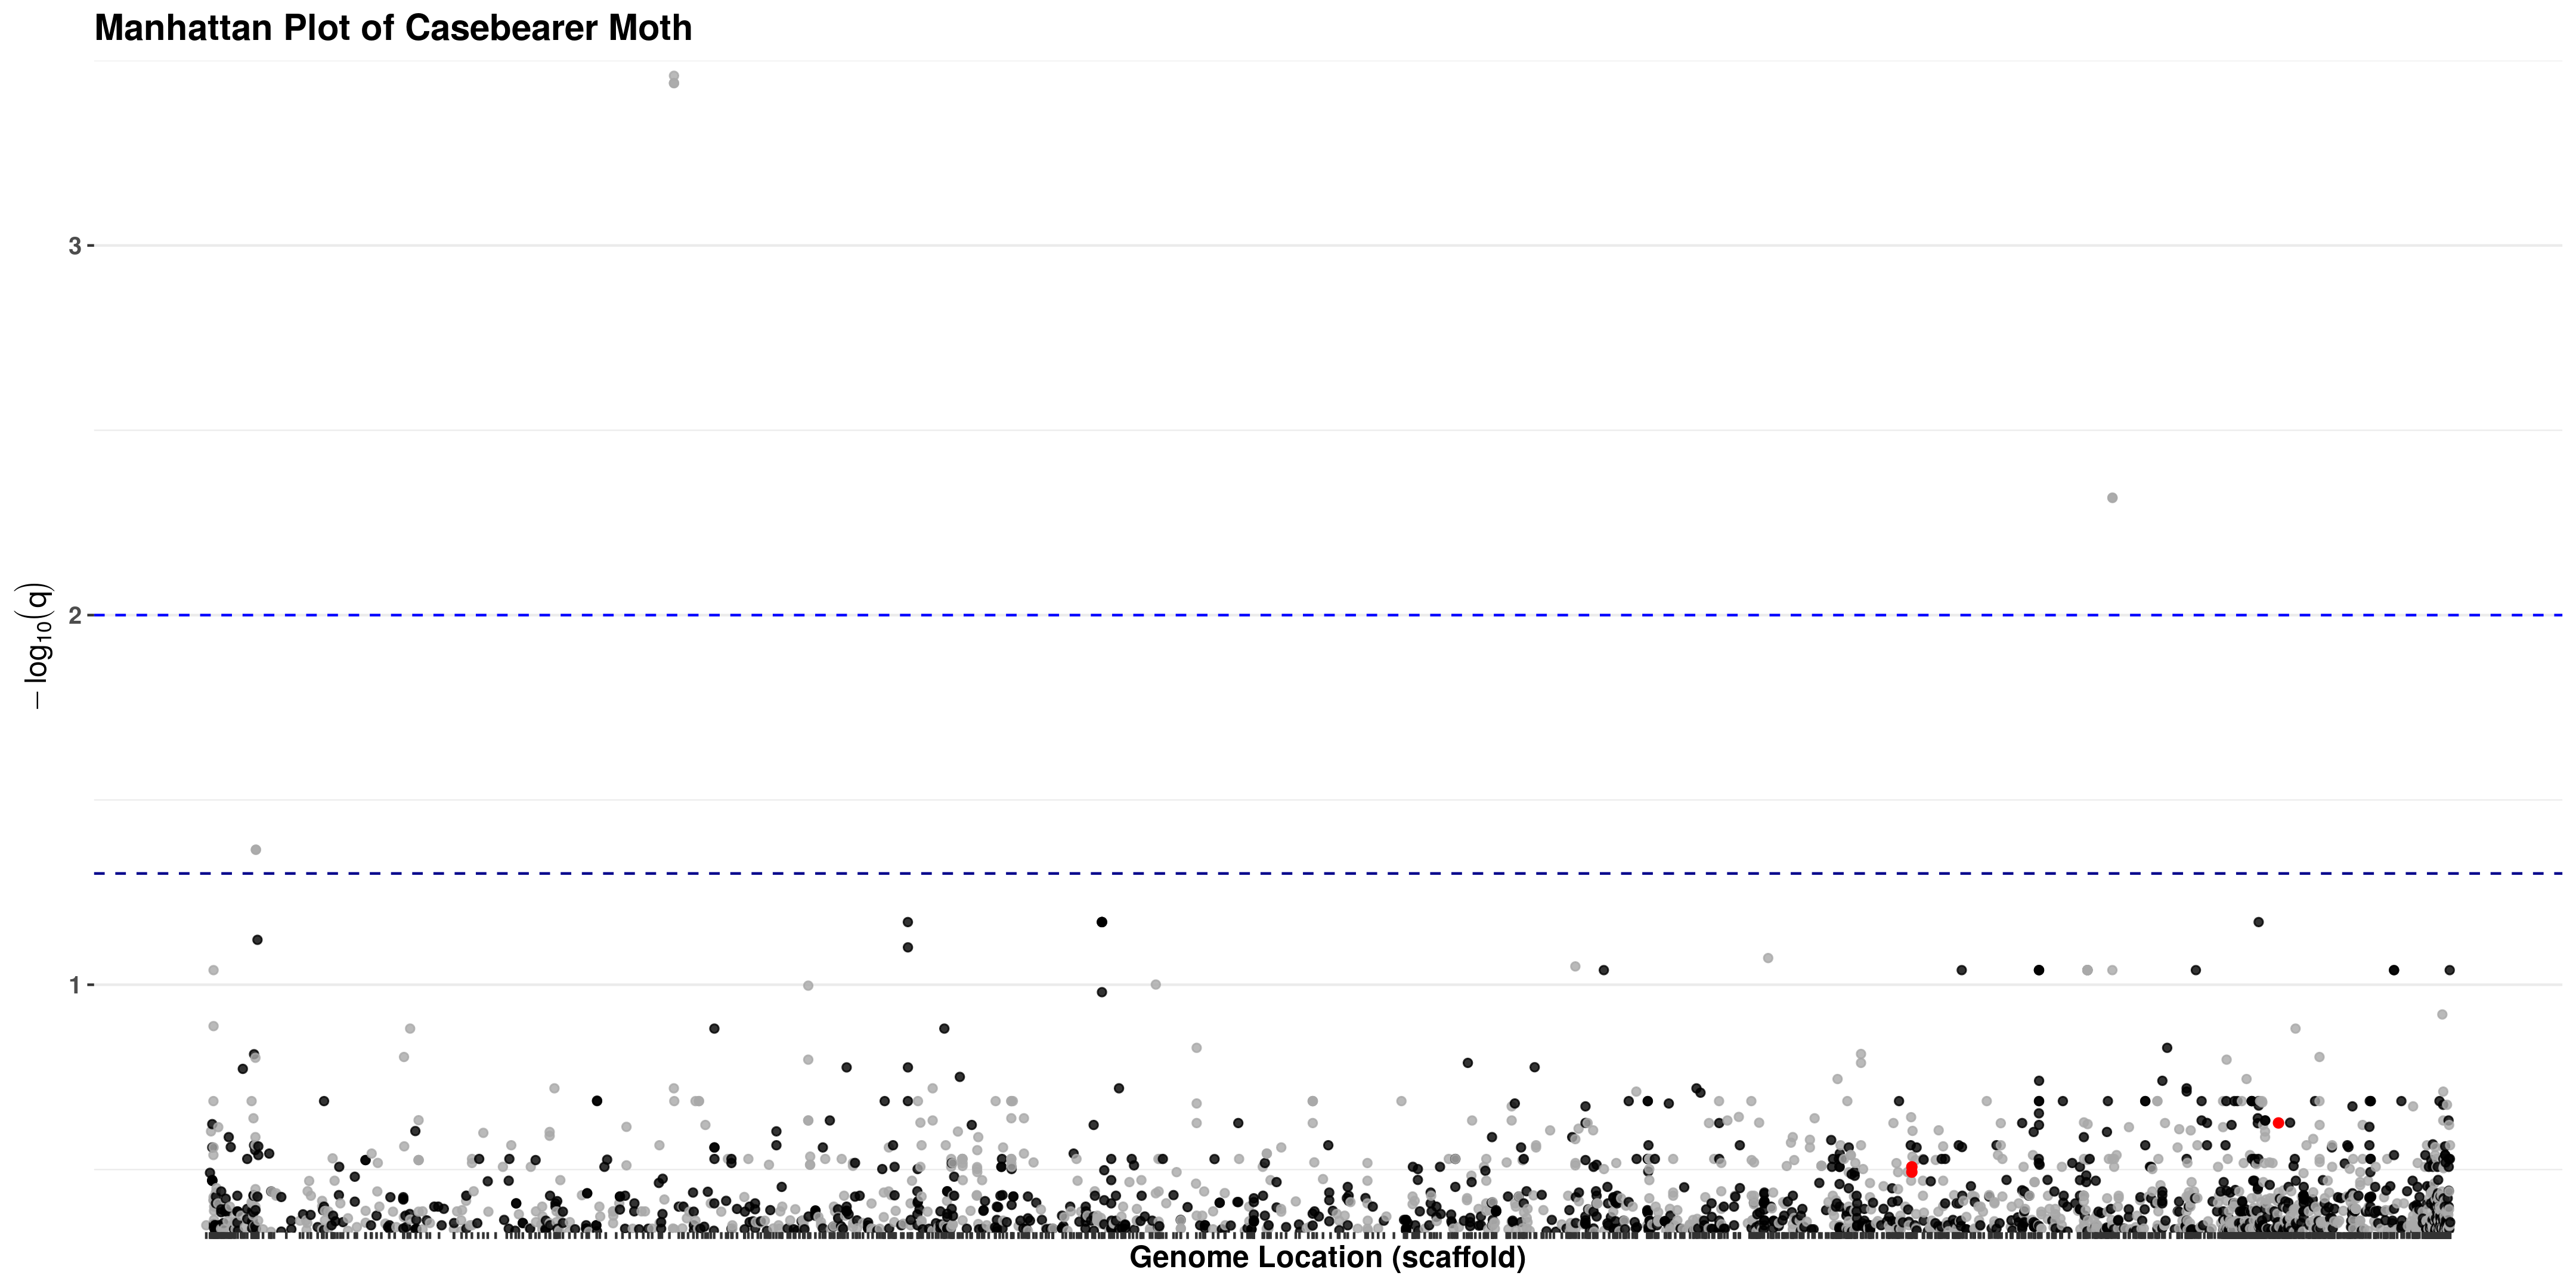 Manhattan Plot of Casebearer Moth
3
2
1
− log10(q)
Genome Location (scaffold)